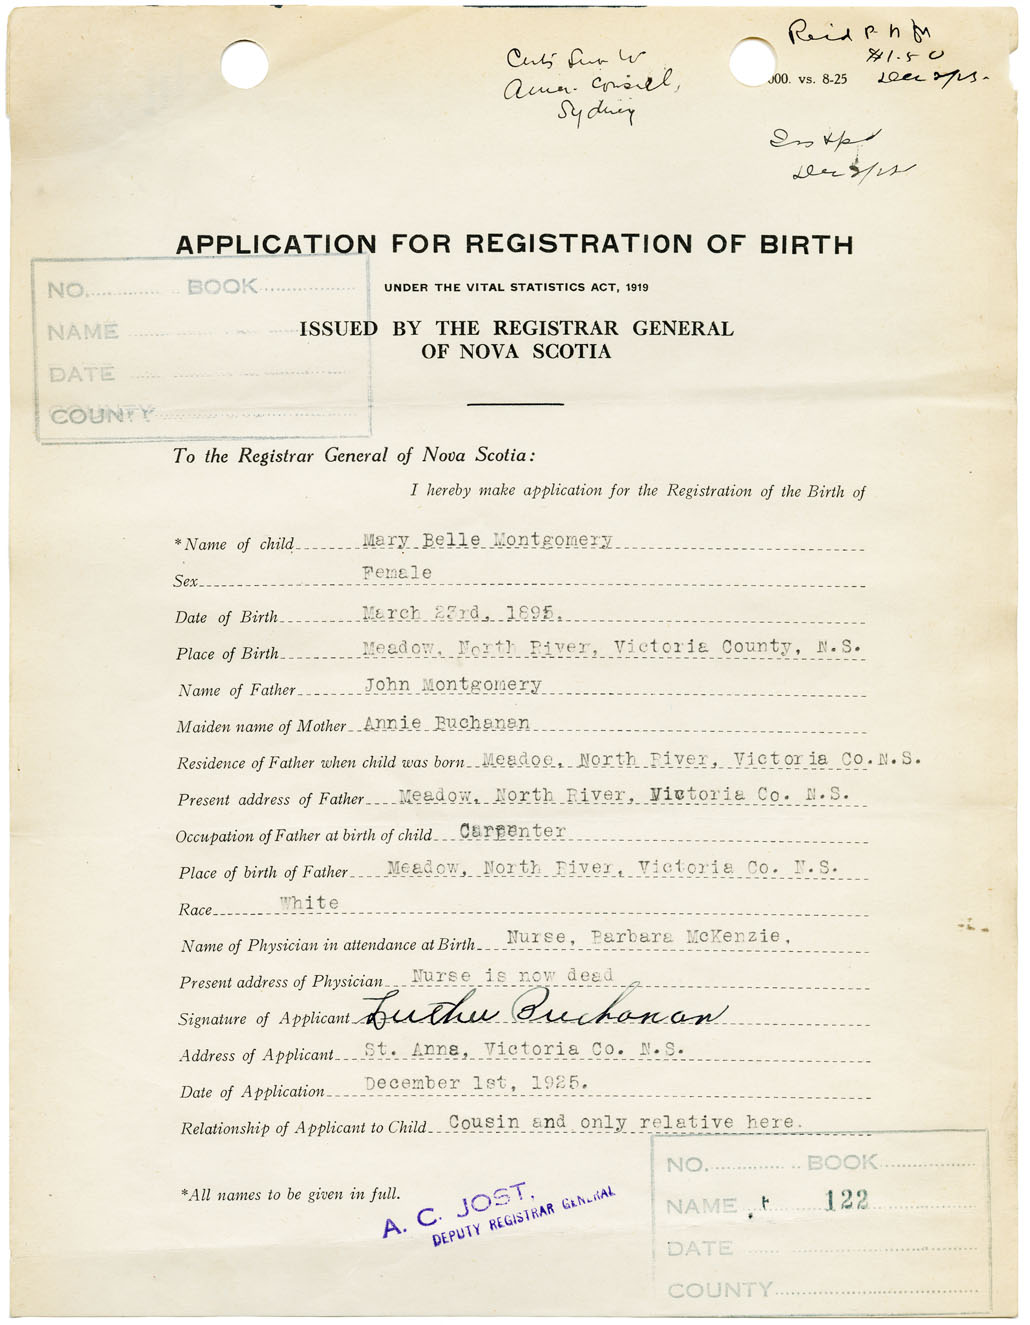 Reid P. N
$1.50
000. vs. 8-25 Dec 2/25.
Amer. Consul,
Sydney
Dec 2/25
APPLICATION FOR REGISTRATION OF BIRTH
UNDER THE VITAL STATISTICS ACT, 1919
ISSUED BY THE REGISTRAR GENERAL
OF NOVA SCOTIA
NO. BOOK
NAME
DATE
COUNTY
To the Registrar General of Nova Scotia:
I hereby make application for the Registration of the Birth of
*Name of child Mary Belle Montgomery
Sex Female
Date of Birth March 23rd, 1895.
Place of Birth Meadow, North River, Victoria County, N.S.
Name of Father John Montgomery
Maiden name of Mother Annie Buchanan
Residence of Father when child was born Meadoe, North River, Victoria Co.N.S.
Present address of Father Meadow, North River, Victoria Co. N.S.
Occupation of Father at birth of child Carpenter
Place of birth of Father Meadow, North River, Victoria Co. N.S.
Race White
Name of Physician in attendance at Birth Nurse, Barbara McKenzie,
Present address of Physician Nurse is now dead
Signature of Applicant Luther Buchanan
Address of Applicant St. Anns, Victoria Co. N.S.
Date of Application December 1st, 1925.
Relationship of Applicant to Child Cousin and only relative here.
*All names to be given in full.
A. C. JOST,
DEPUTY REGISTRAR GENERAL
NO. BOOK
NAME 122
DATE
COUNTY